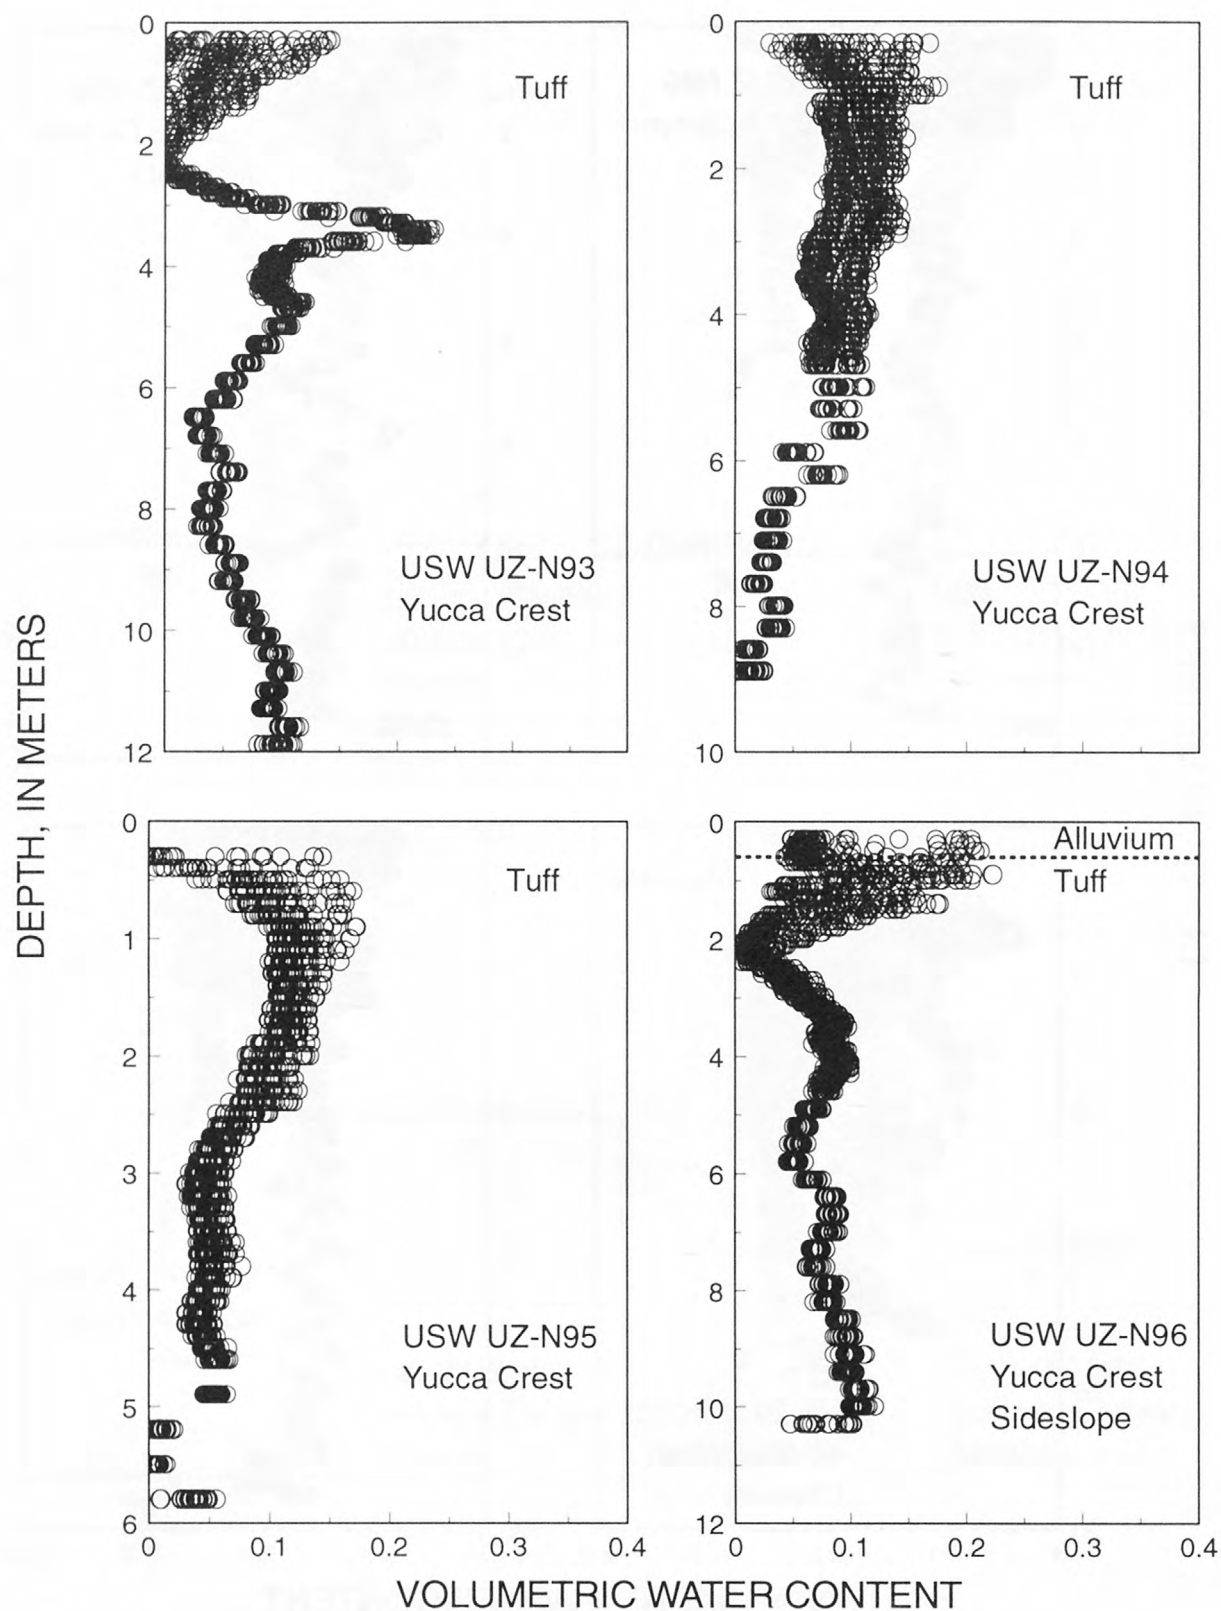 DEPTH, IN METERS
0
2
4
6
8
10
12
Tuff
USW UZ-N93
Yucca Crest
0
2
4
6
8
10
Tuff
USW UZ-N94
Yucca Crest
0
1
2
3
4
5
6
Tuff
USW UZ-N95
Yucca Crest
0
0.1
0.2
0.3
0.4
0
2
4
6
8
10
12
Alluvium
Tuff
USW UZ-N96
Yucca Crest
Sideslope
0
0.1
0.2
0.3
0.4
VOLUMETRIC WATER CONTENT